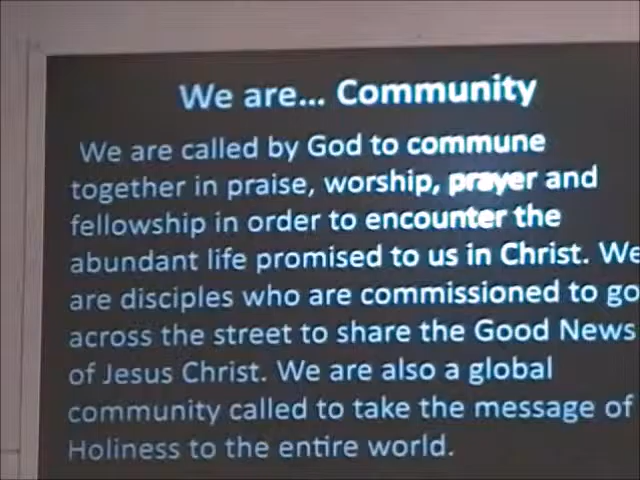 We are... Community
We are called by God to commune
together in praise, worship, prayer and
fellowship in order to encounter the
abundant life promised to us in Christ. We
are disciples who are commissioned to go
across the street to share the Good News
of Jesus Christ. We are also a global
community called to take the message of
Holiness to the entire world.